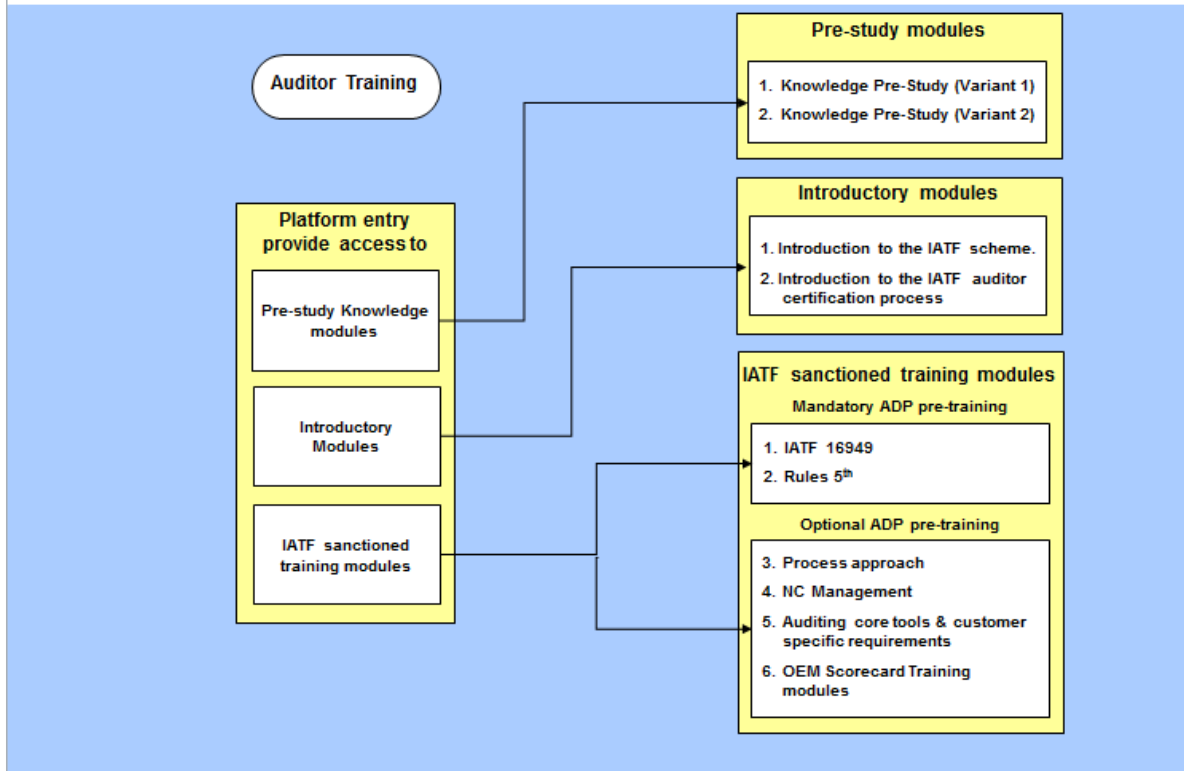 Auditor Training
Platform entry
provide access to
Pre-study Knowledge
modules
Introductory
Modules
IATF sanctioned
training modules
Pre-study modules
1. Knowledge Pre-Study (Variant 1)
2. Knowledge Pre-Study (Variant 2)
Introductory modules
1. Introduction to the IATF scheme.
2. Introduction to the IATF auditor
certification process
IATF sanctioned training modules
Mandatory ADP pre-training
1. IATF 16949
2. Rules 5th
Optional ADP pre-training
3. Process approach
4. NC Management
5. Auditing core tools & customer
specific requirements
6. OEM Scorecard Training
modules